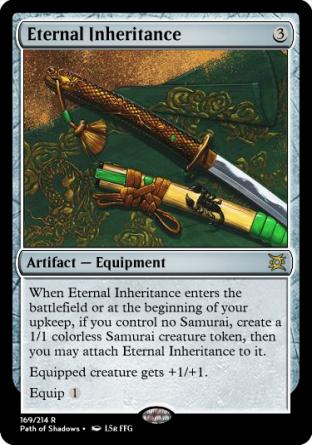 Eternal Inheritance 3
Artifact — Equipment
When Eternal Inheritance enters the
battlefield or at the beginning of your
upkeep, if you control no Samurai, create a
1/1 colorless Samurai creature token, then
you may attach Eternal Inheritance to it.
Equipped creature gets +1/+1.
Equip 1
169/214 R
Path of Shadows • L5R FFG